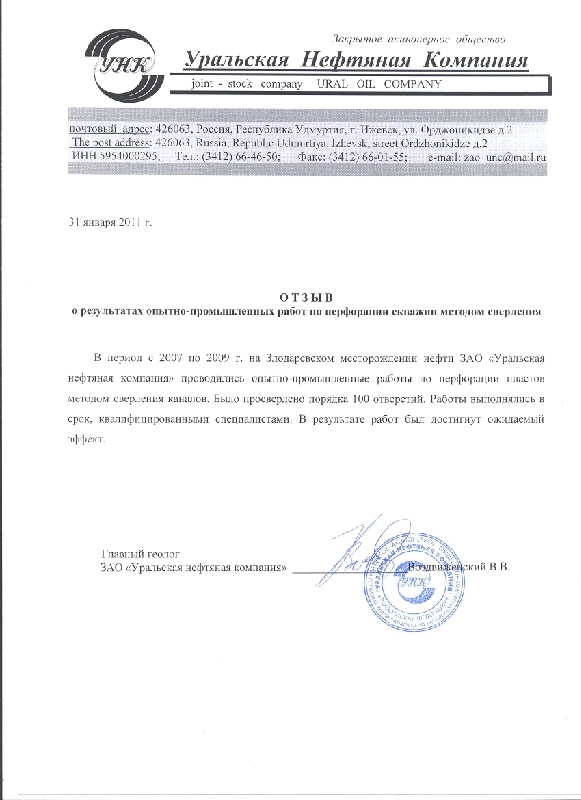 УНК
Закрытое акционерное общество
Уральская Нефтяная Компания
joint - stock company URAL OIL COMPANY
почтовый адрес: 426063, Россия, Республика Удмуртия, г. Ижевск, ул. Орджоникидзе д.2
The post address: 426063, Russia, Republic Udmurtiya, Izhevsk, street Ordzhonikidze д.2
ИНН 5954000295, Тел.: (3412) 66-46-50; Факс: (3412) 66-01-55; e-mail: zao_unc@mail.ru
31 января 2011 г.
О Т З Ы В
о результатах опытно-промышленных работ по перфорации скважин методом сверления
В период с 2007 по 2009 г. на Злодаревском месторождении нефти ЗАО «Уральская
нефтяная компания» проводились опытно-промышленные работы по перфорации пластов
методом сверления каналов. Было просверлено порядка 100 отверстий. Работы выполнялись в
срок, квалифицированными специалистами. В результате работ был достигнут ожидаемый
эффект.
Главный геолог
ЗАО «Уральская нефтяная компания» Воздвиженский В.В.
УРАЛЬСКАЯ НЕФТЯНАЯ КОМПАНИЯ
УНК